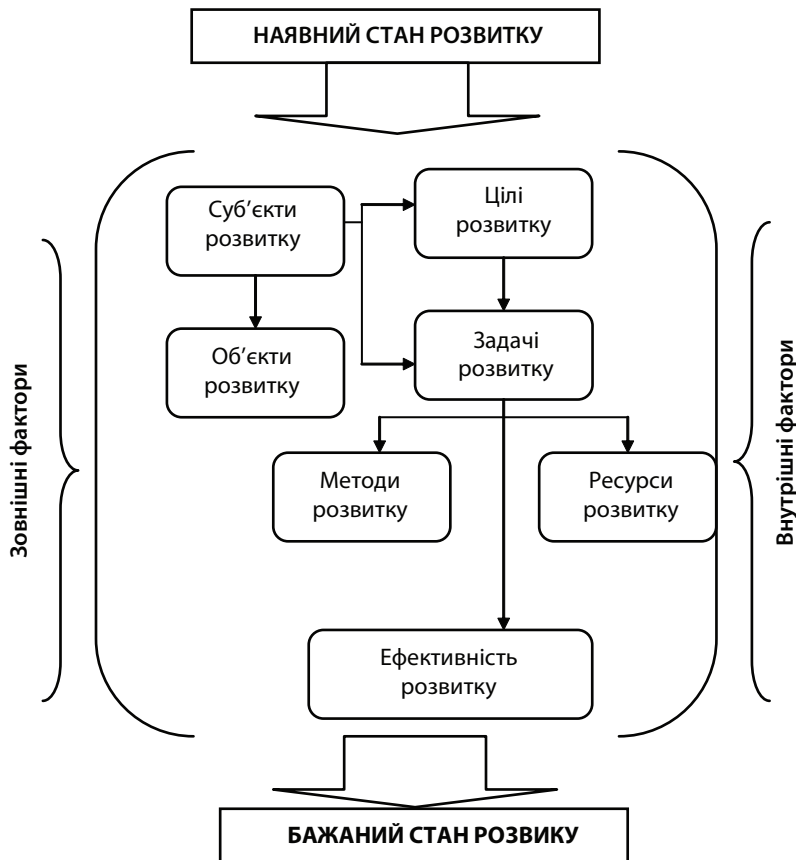 НАЯВНИЙ СТАН РОЗВИТКУ
Суб’єкти
розвитку
Цілі
розвитку
Об’єкти
розвитку
Задачі
розвитку
Методи
розвитку
Ресурси
розвитку
Ефективність
розвитку
Зовнішні фактори
Внутрішні фактори
БАЖАНИЙ СТАН РОЗВИКУ